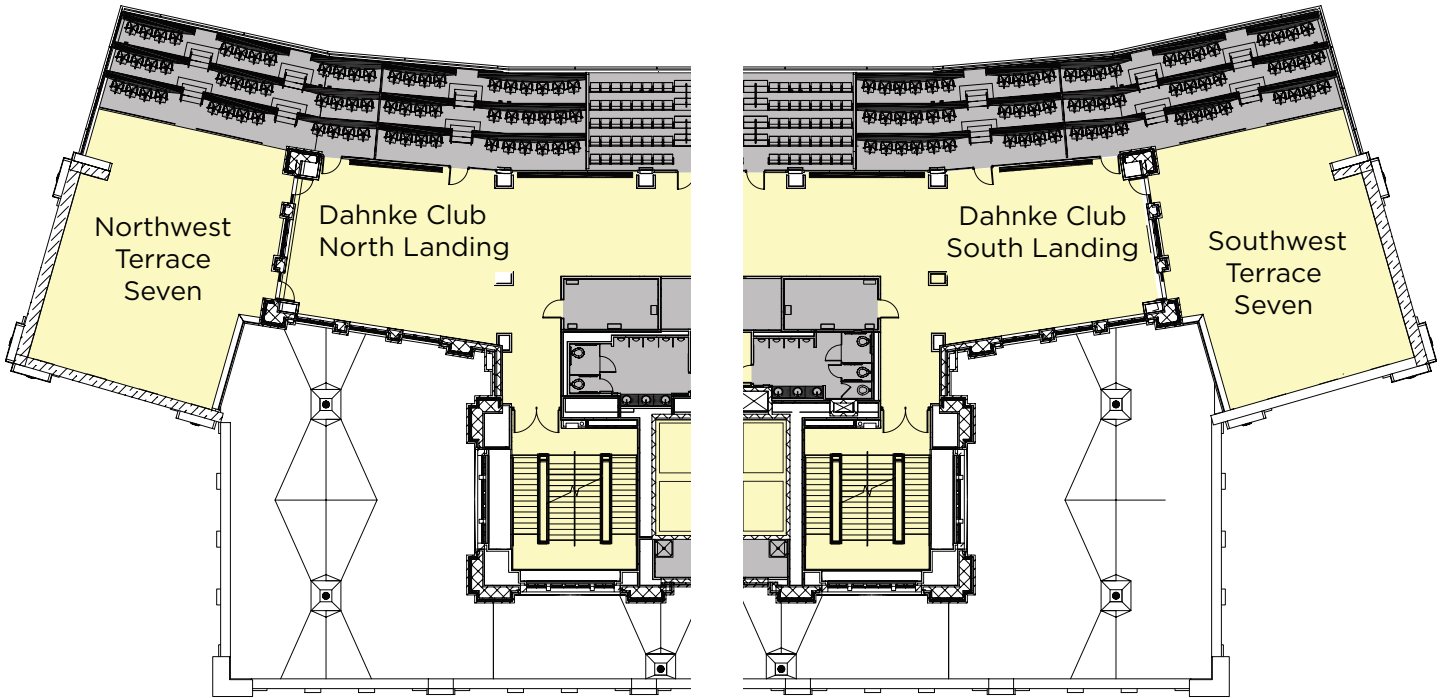 Northwest
Terrace
Seven
Dahnke Club
North Landing
Dahnke Club
South Landing
Southwest
Terrace
Seven